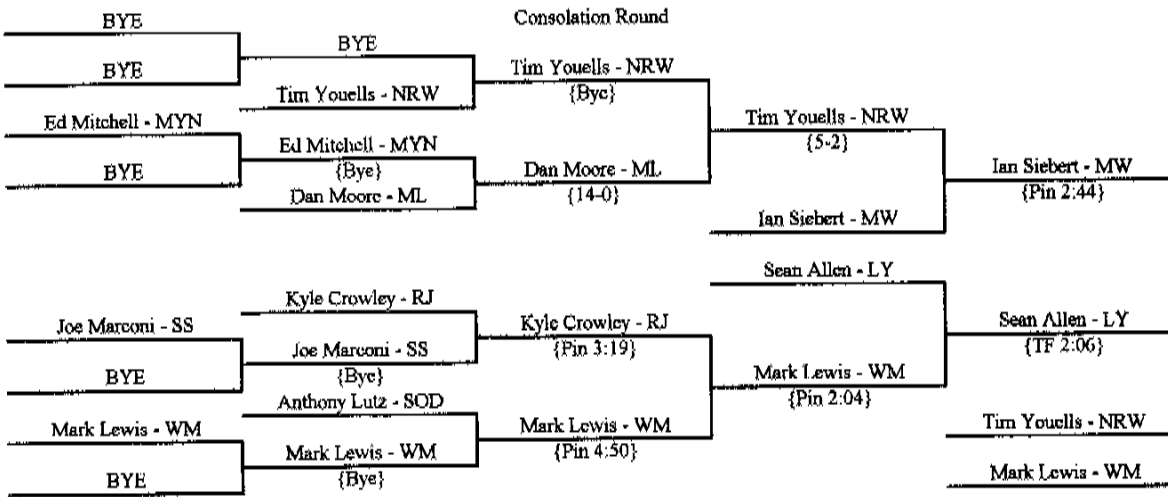 Consolation Round
BYE
BYE
BYE
Tim Youells - NRW
Tim Youells - NRW
{Bye}
Ed Mitchell - MYN
BYE
Ed Mitchell - MYN
{Bye}
Dan Moore - ML
Dan Moore - ML
{14-0}
Tim Youells - NRW
{5-2}
Ian Siebert - MW
Ian Siebert - MW
{Pin 2:44}
Joe Marconi - SS
BYE
Kyle Crowley - RJ
Joe Marconi - SS
{Bye}
Kyle Crowley - RJ
{Pin 3:19}
Mark Lewis - WM
BYE
Anthony Lutz - SOD
Mark Lewis - WM
{Bye}
Mark Lewis - WM
{Pin 4:50}
Sean Allen - LY
Mark Lewis - WM
{Pin 2:04}
Sean Allen - LY
{TF 2:06}
Tim Youells - NRW
Mark Lewis - WM